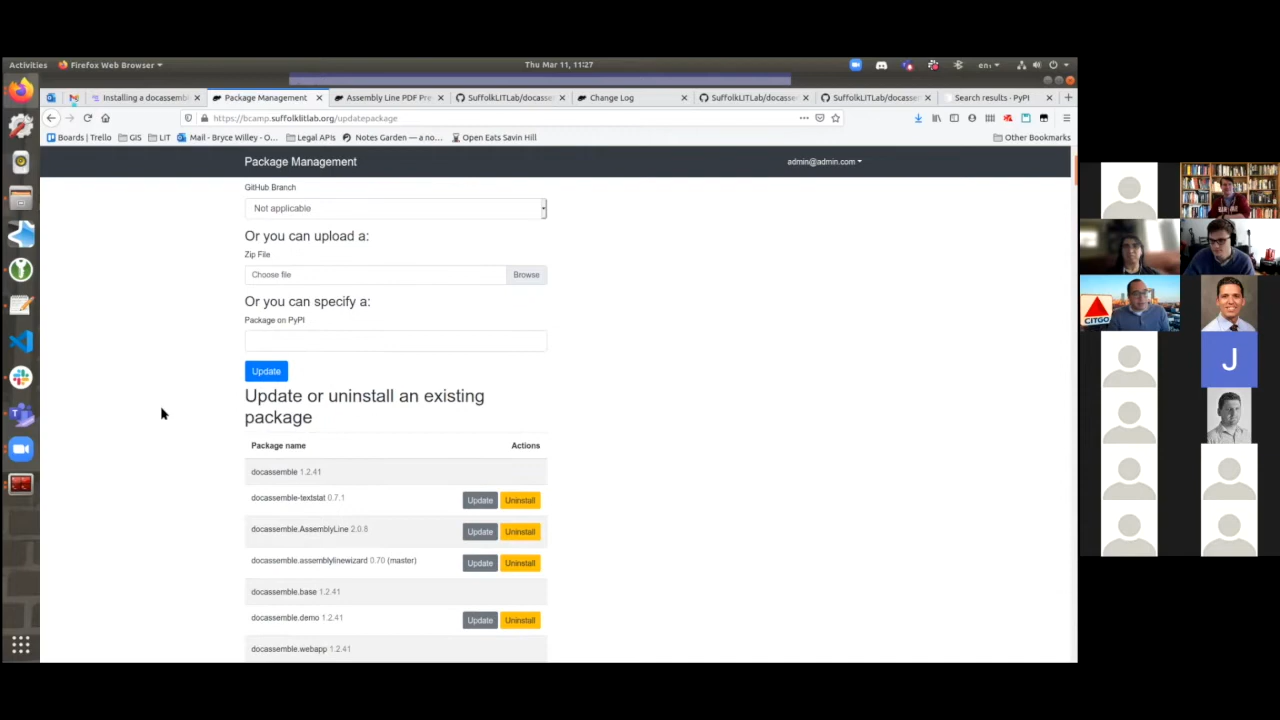 Activities Firefox Web Browser Thu Mar 11, 11:27 en
Installing a docassemb Package Management Assembly Line PDF Pre SuffolkLITLab/docasse Change Log SuffolkLITLab/docasse SuffolkLITLab/docasse Search results · PyPI
https://bcamp.suffolklitlab.org/updatepackage
Boards | Trello GIS LIT Mail - Bryce Willey - O… Legal APIs Notes Garden — a no… Open Eats Savin Hill Other Bookmarks
Package Management admin@admin.com
GitHub Branch
Not applicable
Or you can upload a:
Zip File
Choose file Browse
Or you can specify a:
Package on PyPI
Update
Update or uninstall an existing
package
Package name Actions
docassemble 1.2.41
docassemble-textstat 0.7.1 Update Uninstall
docassemble.AssemblyLine 2.0.8 Update Uninstall
docassemble.assemblylinewizard 0.70 (master) Update Uninstall
docassemble.base 1.2.41
docassemble.demo 1.2.41 Update Uninstall
docassemble.webapp 1.2.41
CITGO
J